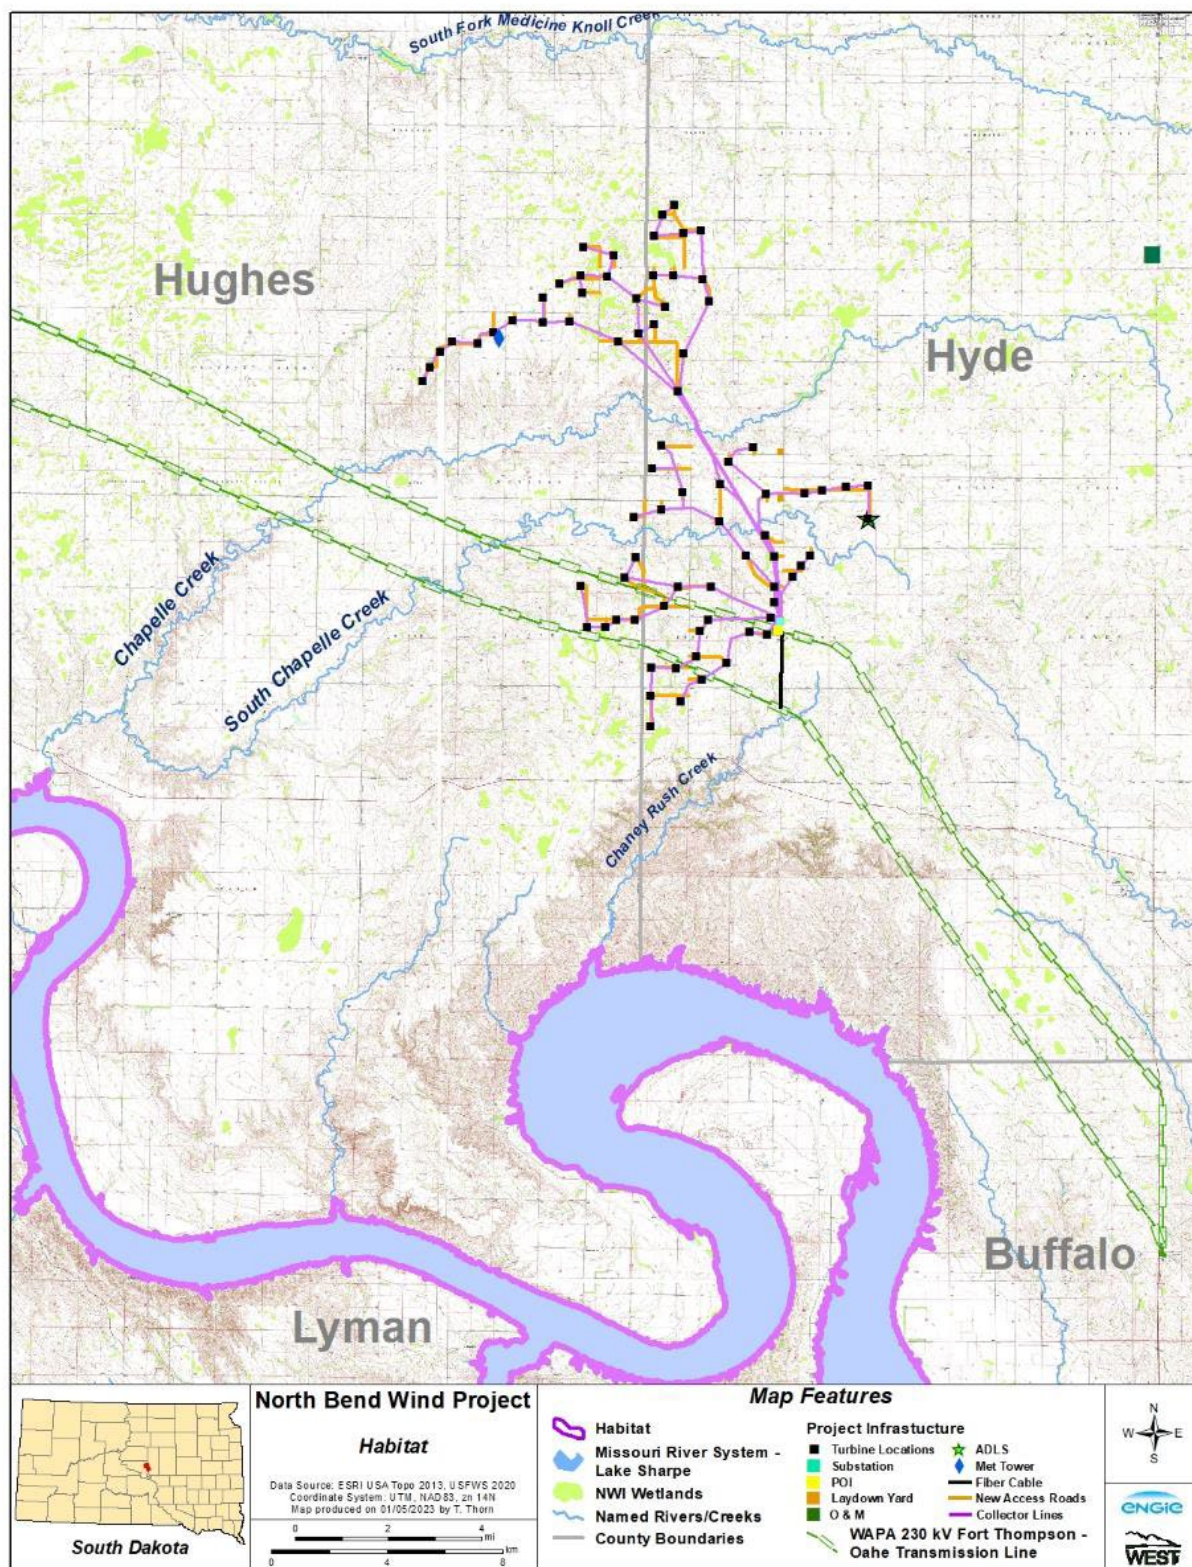 South Fork Medicine Knoll Creek
Hughes
Hyde
Chapelle Creek
South Chapelle Creek
Chaney Rush Creek
Buffalo
Lyman
South Dakota
North Bend Wind Project
Habitat
Data Source: ESRI USA Topo 2013, USFWS 2020
Coordinate System: UTM, NAD83, zn 14N
Map produced on 01/05/2023 by T. Thorn
0 2 4
mi
km
0 4 8
Map Features
Habitat
Missouri River System -
Lake Sharpe
NWI Wetlands
Named Rivers/Creeks
County Boundaries
Project Infrastucture
Turbine Locations
Substation
POI
Laydown Yard
O & M
ADLS
Met Tower
Fiber Cable
New Access Roads
Collector Lines
WAPA 230 kV Fort Thompson -
Oahe Transmission Line
N
W E
S
ENGIE
WEST